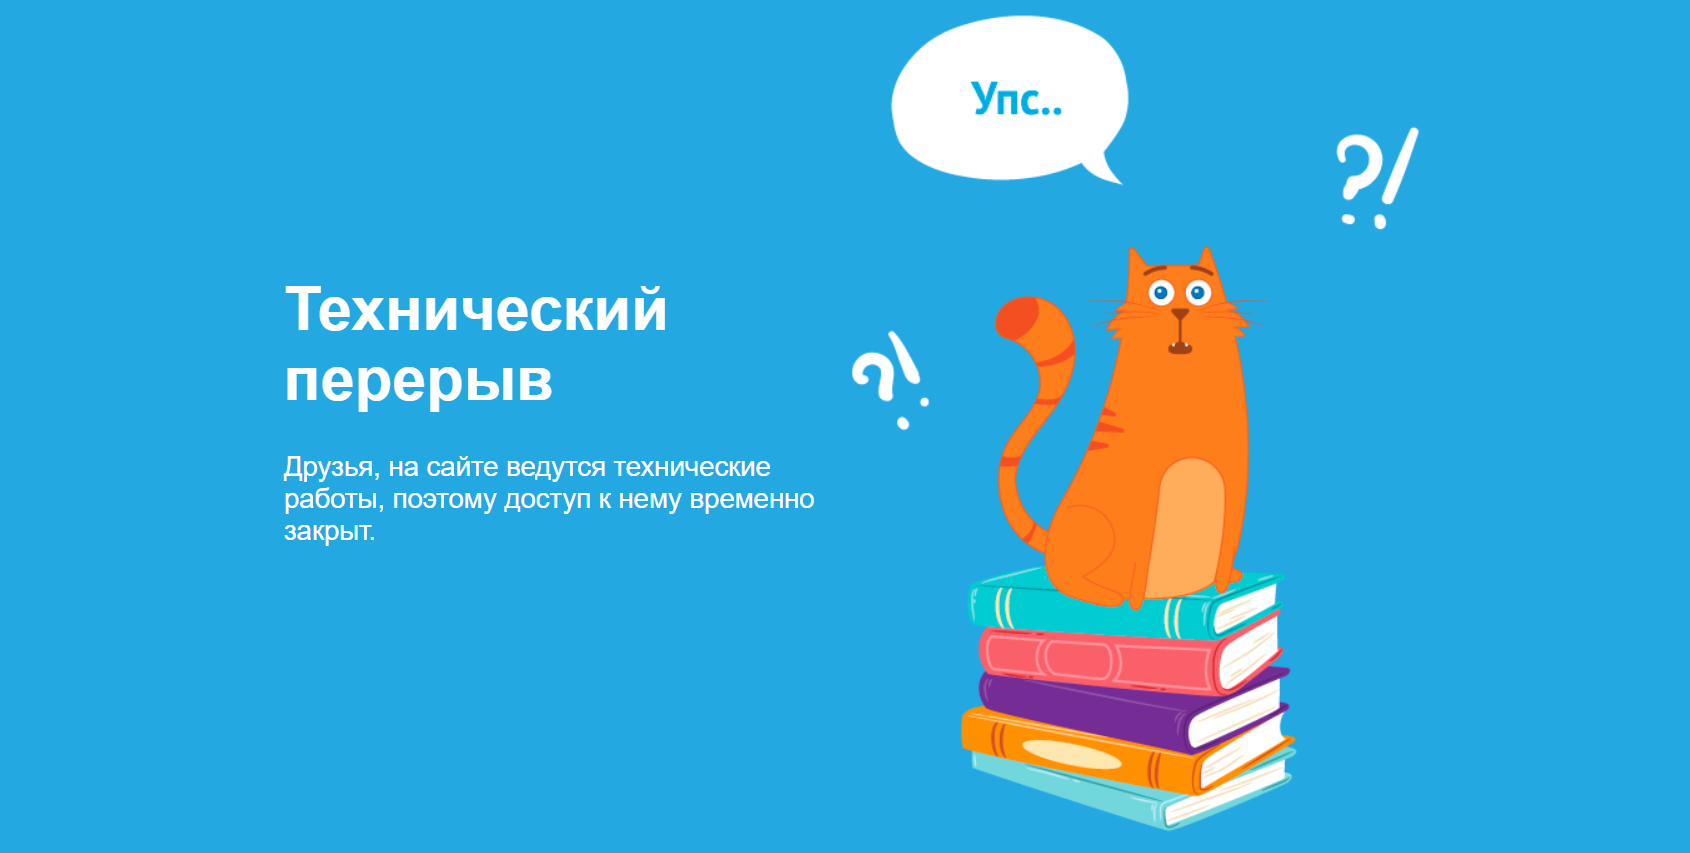 Упс..
?!
?!
Технический
перерыв
Друзья, на сайте ведутся технические
работы, поэтому доступ к нему временно
закрыт.